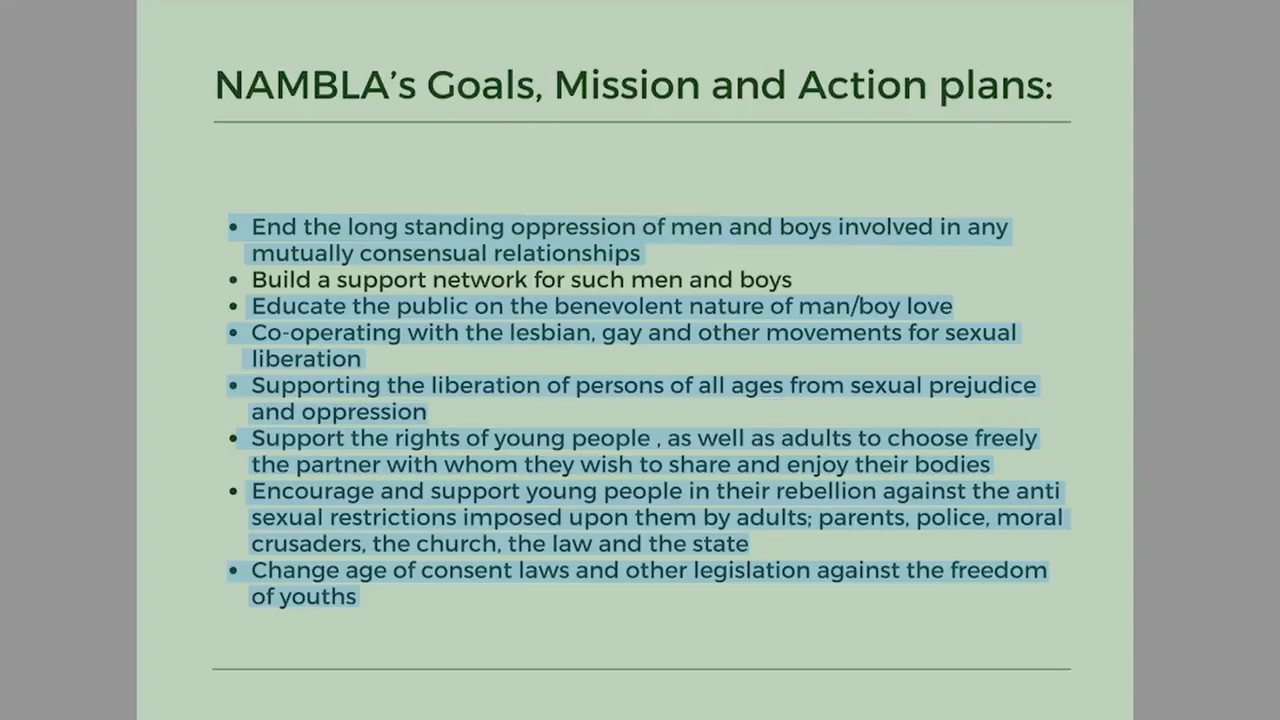 NAMBLA's Goals, Mission and Action plans:
• End the long standing oppression of men and boys involved in any
mutually consensual relationships
• Build a support network for such men and boys
• Educate the public on the benevolent nature of man/boy love
• Co-operating with the lesbian, gay and other movements for sexual
liberation
• Supporting the liberation of persons of all ages from sexual prejudice
and oppression
• Support the rights of young people , as well as adults to choose freely
the partner with whom they wish to share and enjoy their bodies
• Encourage and support young people in their rebellion against the anti
sexual restrictions imposed upon them by adults; parents, police, moral
crusaders, the church, the law and the state
• Change age of consent laws and other legislation against the freedom
of youths